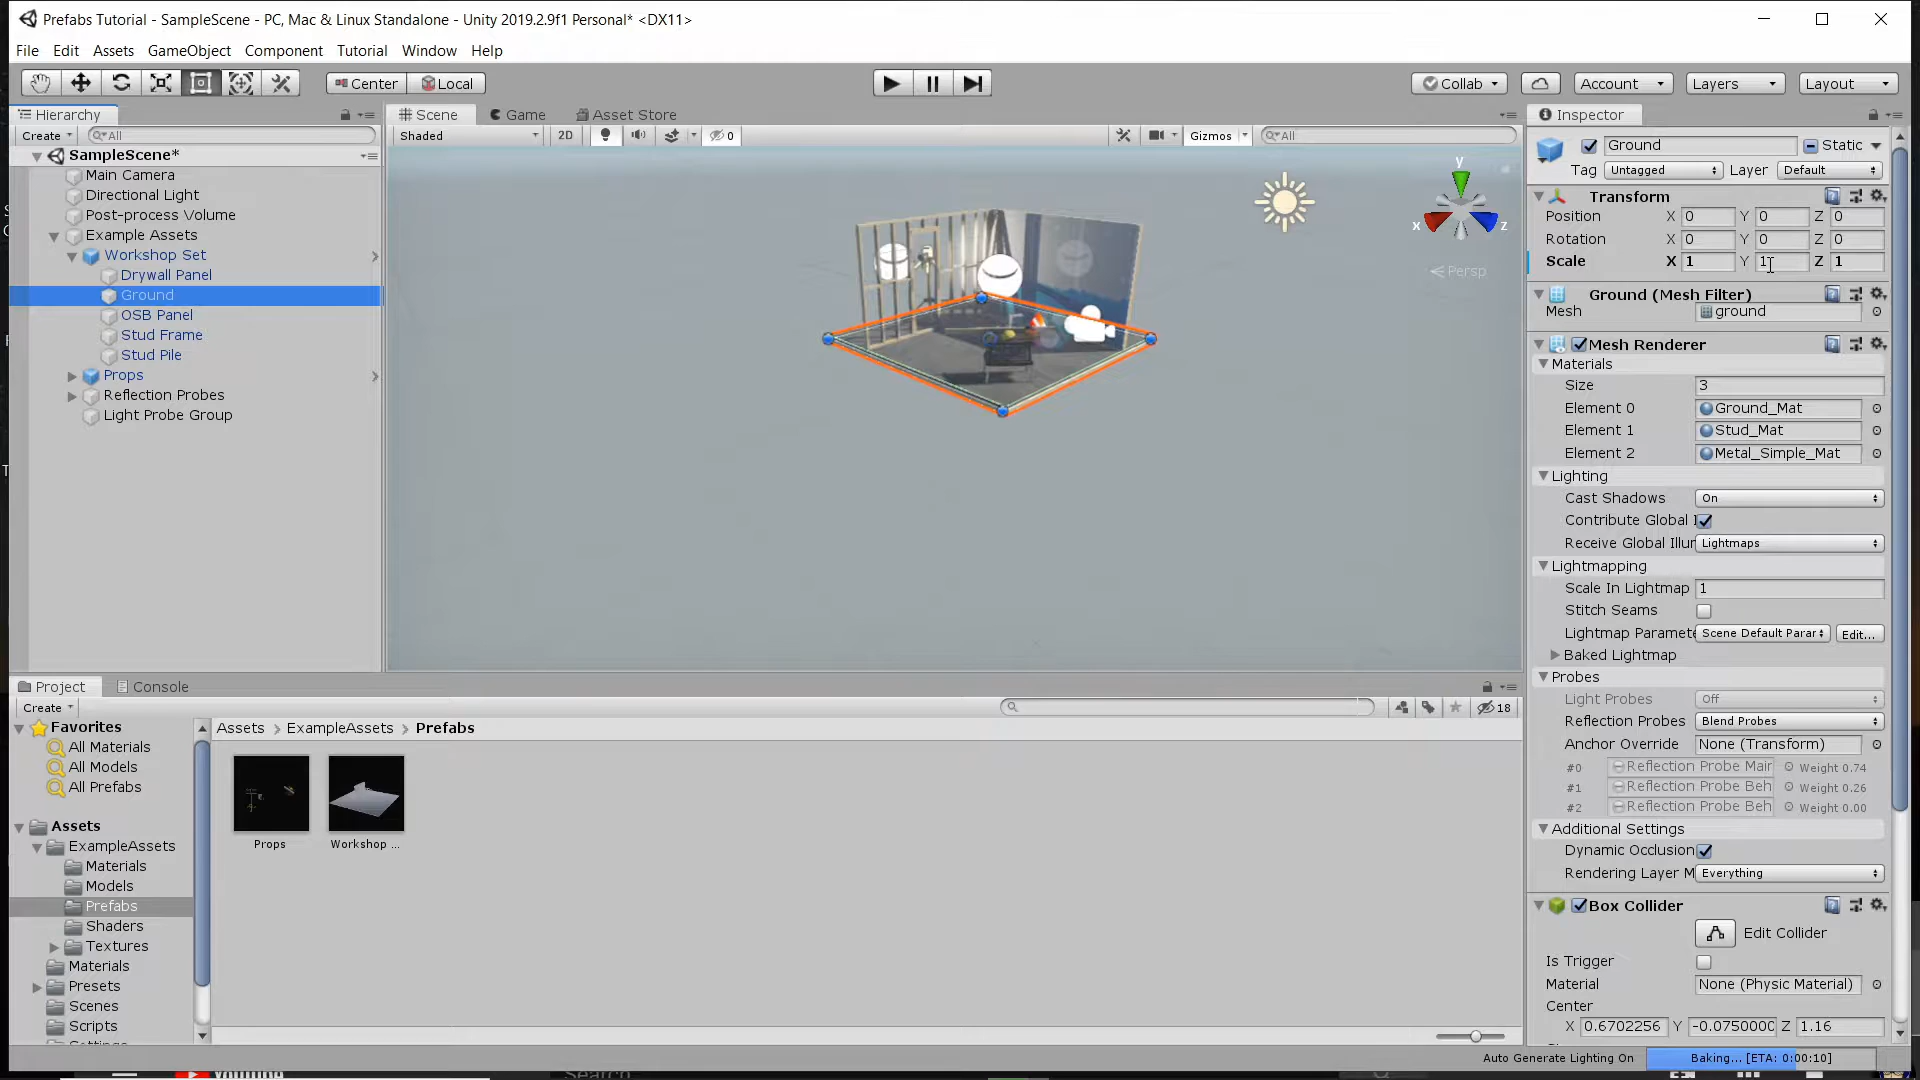 Prefabs Tutorial - SampleScene - PC, Mac & Linux Standalone - Unity 2019.2.9f1 Personal* <DX11>
File Edit Assets GameObject Component Tutorial Window Help
Center Local Collab Account Layers Layout
Hierarchy
Create All
SampleScene*
Main Camera
Directional Light
Post-process Volume
Example Assets
Workshop Set
Drywall Panel
Ground
OSB Panel
Stud Frame
Stud Pile
Props
Reflection Probes
Light Probe Group
Scene Game Asset Store
Shaded 2D 0 Gizmos All
y
x z
Persp
Inspector
Ground Static
Tag Untagged Layer Default
Transform
Position X 0 Y 0 Z 0
Rotation X 0 Y 0 Z 0
Scale X 1 Y 1 Z 1
Ground (Mesh Filter)
Mesh ground
Mesh Renderer
Materials
Size 3
Element 0 Ground_Mat
Element 1 Stud_Mat
Element 2 Metal_Simple_Mat
Lighting
Cast Shadows On
Contribute Global I
Receive Global Illur Lightmaps
Lightmapping
Scale In Lightmap 1
Stitch Seams
Lightmap Paramete Scene Default Parar Edit...
Baked Lightmap
Probes
Light Probes Off
Reflection Probes Blend Probes
Anchor Override None (Transform)
#0 Reflection Probe Mair Weight 0.74
#1 Reflection Probe Beh Weight 0.26
#2 Reflection Probe Beh Weight 0.00
Additional Settings
Dynamic Occlusion
Rendering Layer M Everything
Box Collider
Edit Collider
Is Trigger
Material None (Physic Material)
Center
X 0.6702256 Y -0.0750000 Z 1.16
Project Console
Create 18
Favorites
All Materials
All Models
All Prefabs
Assets
ExampleAssets
Materials
Models
Prefabs
Shaders
Textures
Materials
Presets
Scenes
Scripts
Assets > ExampleAssets > Prefabs
Props Workshop ...
Auto Generate Lighting On Baking... [ETA: 0:00:10]